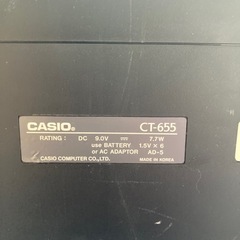 CASIO® CT-655
RATING: DC 9.0V ⎓ 7.7W
use BATTERY 1.5V × 6
or AC ADAPTOR AD-5
CASIO COMPUTER CO.,LTD. MADE IN KOREA